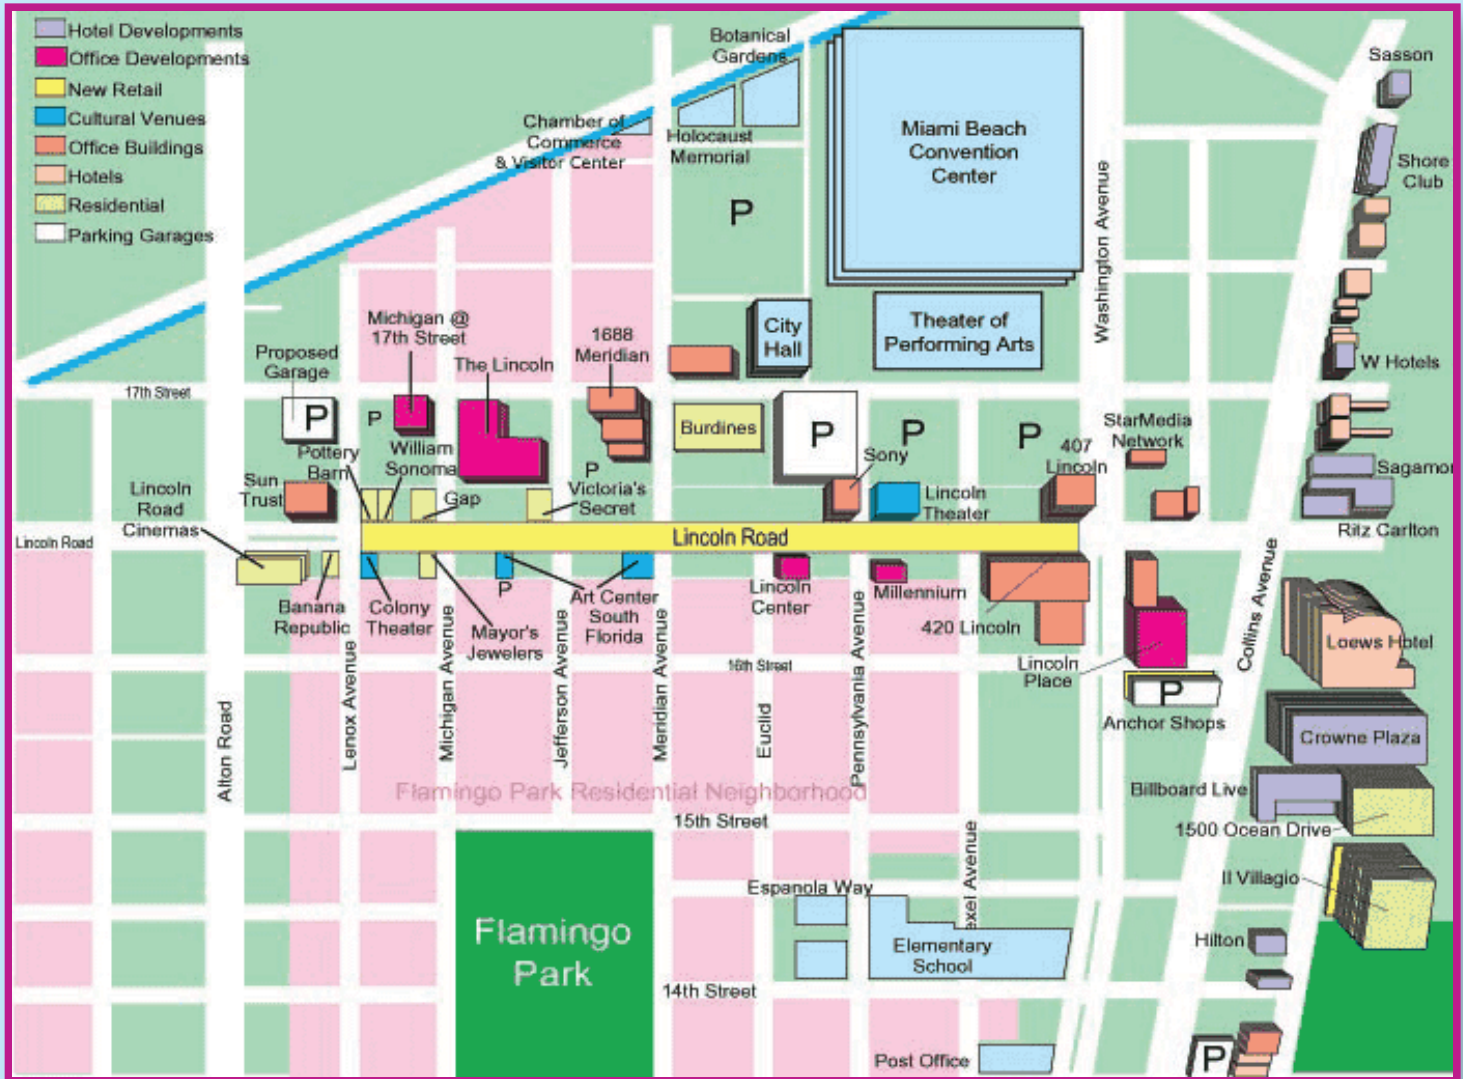 Hotel Developments
Office Developments
New Retail
Cultural Venues
Office Buildings
Hotels
Residential
Parking Garages
Botanical
Gardens
Chamber of
Commerce
& Visitor Center
Holocaust
Memorial
P
Miami Beach
Convention
Center
Washington Avenue
Sasson
Shore
Club
Theater of
Performing Arts
City
Hall
W Hotels
Michigan @
17th Street
Proposed
Garage
The Lincoln
1688
Meridian
17th Street
P
P
Burdines
P
P
P
StarMedia
Network
407
Lincoln
Sony
Pottery
Barn
William
Sonoma
Sun
Trust
Gap
P
Victoria's
Secret
Lincoln
Theater
Sagamor
Ritz Carlton
Lincoln
Road
Cinemas
Lincoln Road
Lincoln Road
Banana
Republic
Colony
Theater
Mayor's
Jewelers
P
Art Center
South
Florida
Lincoln
Center
Millennium
420 Lincoln
Lincoln
Place
P
Anchor Shops
Collins Avenue
Loews Hotel
Crowne Plaza
16th Street
Alton Road
Lenox Avenue
Michigan Avenue
Jefferson Avenue
Meridian Avenue
Euclid
Pennsylvania Avenue
Flamingo Park Residential Neighborhood
Billboard Live
1500 Ocean Drive
15th Street
Il Villagio
Espanola Way
exel Avenue
Flamingo
Park
Elementary
School
Hilton
14th Street
Post Office
P